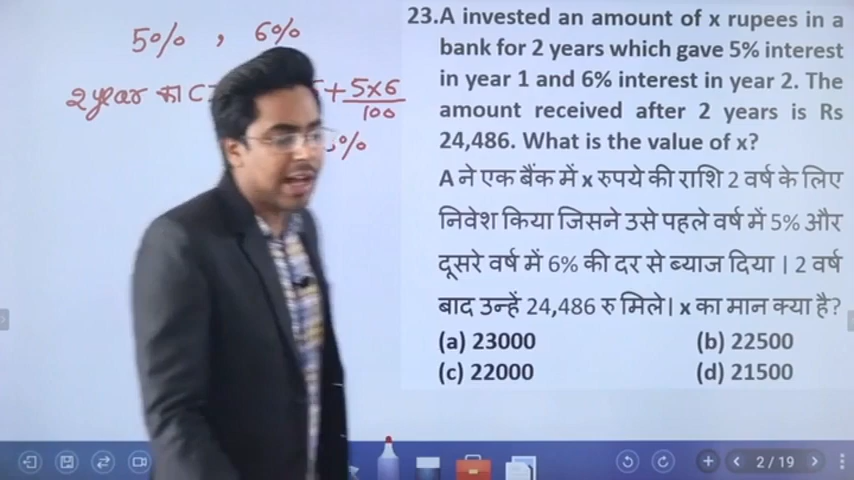 5% , 6%
2 year का CI
+ 5×6
100
%
23.A invested an amount of x rupees in a
bank for 2 years which gave 5% interest
in year 1 and 6% interest in year 2. The
amount received after 2 years is Rs
24,486. What is the value of x?
A ने एक बैंक में x रुपये की राशि 2 वर्ष के लिए
निवेश किया जिसने उसे पहले वर्ष में 5% और
दूसरे वर्ष में 6% की दर से ब्याज दिया । 2 वर्ष
बाद उन्हें 24,486 रु मिले। x का मान क्या है?
(a) 23000 (b) 22500
(c) 22000 (d) 21500
2 / 19